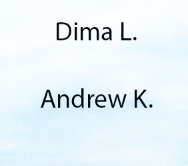 Dima L.
Andrew K.